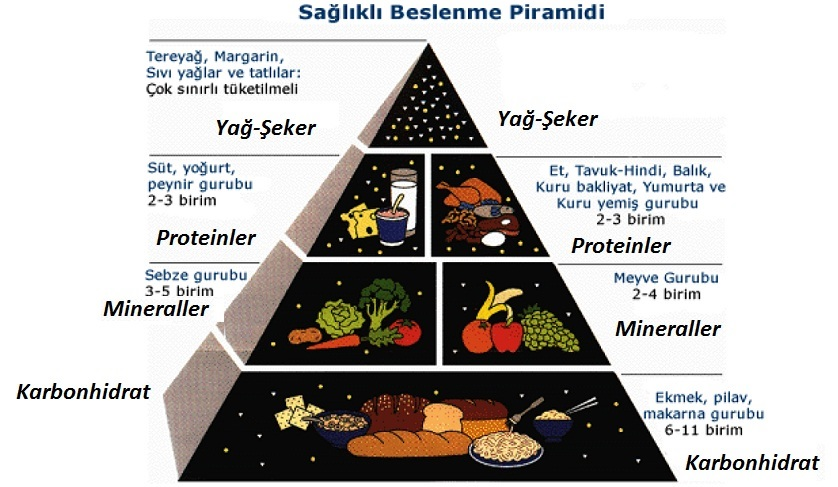 Sağlıklı Beslenme Piramidi
Tereyağ, Margarin,
Sıvı yağlar ve tatlılar:
Çok sınırlı tüketilmeli
Yağ-Şeker
Yağ-Şeker
Süt, yoğurt,
peynir gurubu
2-3 birim
Proteinler
Et, Tavuk-Hindi, Balık,
Kuru bakliyat, Yumurta ve
Kuru yemiş gurubu
2-3 birim
Proteinler
Sebze gurubu
3-5 birim
Mineraller
Meyve Gurubu
2-4 birim
Mineraller
Karbonhidrat
Ekmek, pilav,
makarna gurubu
6-11 birim
Karbonhidrat